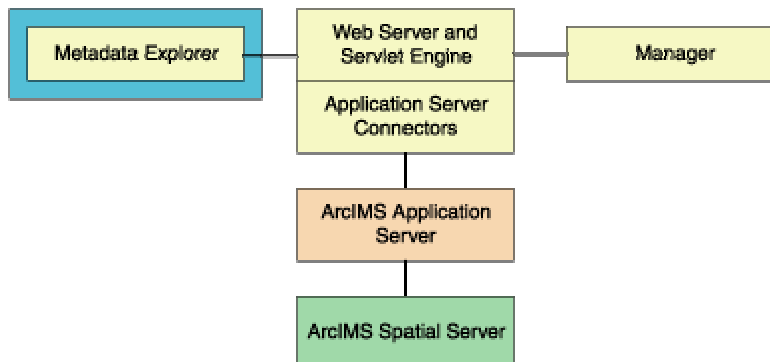 Metadata Explorer
Web Server and
Servlet Engine
Manager
Application Server
Connectors
ArcIMS Application
Server
ArcIMS Spatial Server